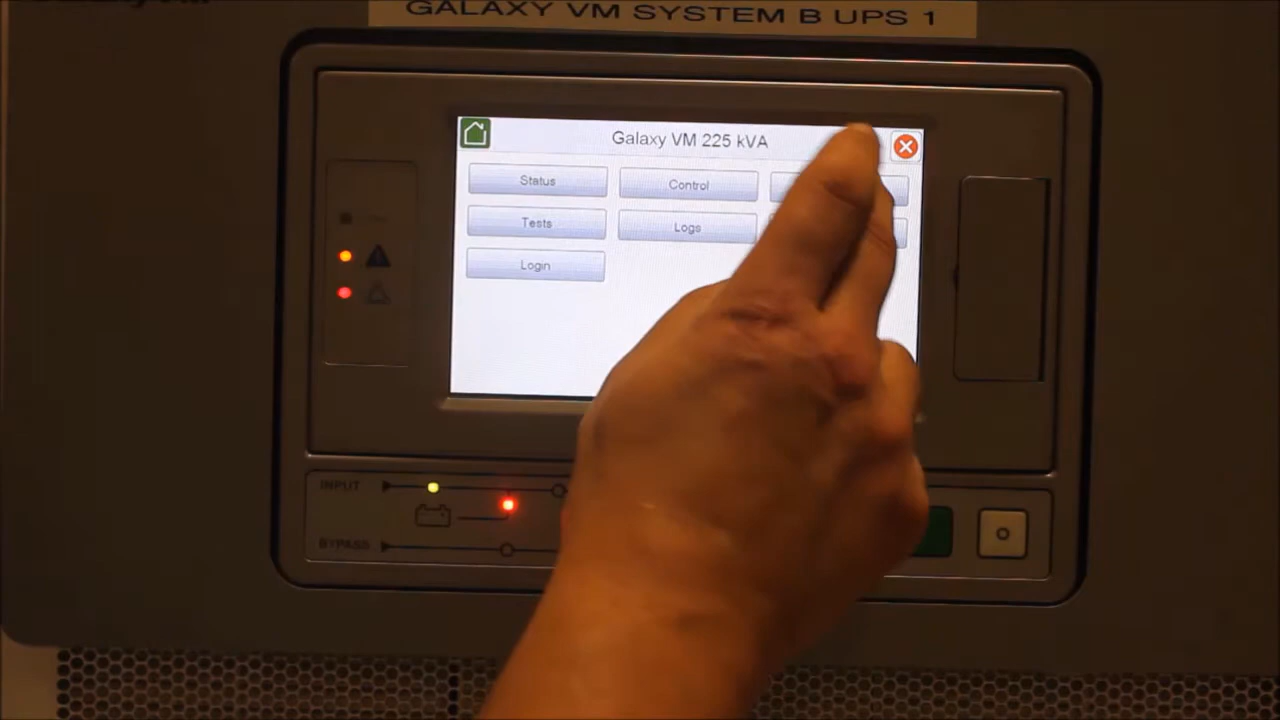 GALAXY VM SYSTEM B UPS 1
Galaxy VM 225 kVA
Status
Control
Tests
Logs
Login
INPUT
BYPASS